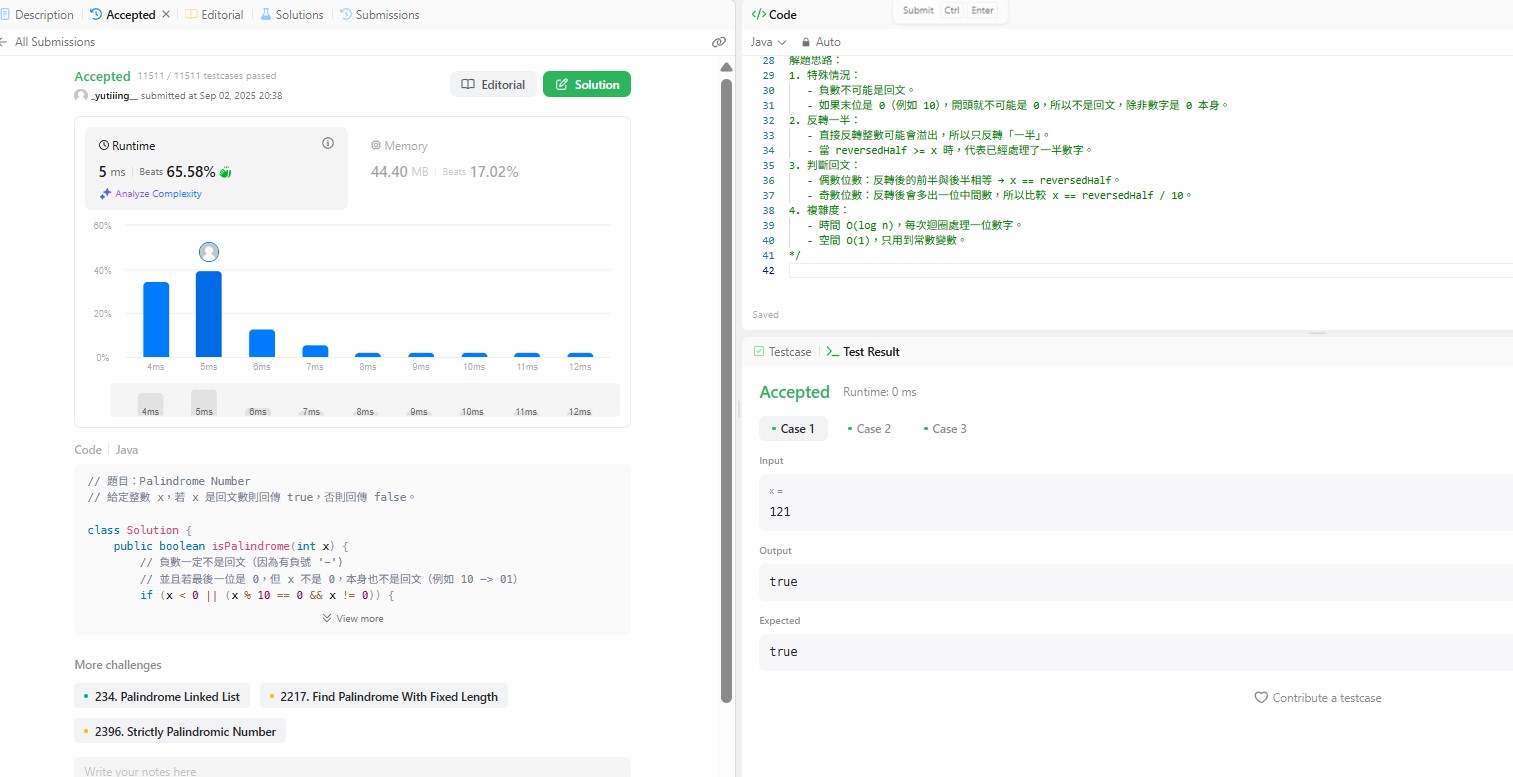 Description
Accepted
Editorial
Solutions
Submissions
All Submissions
Accepted 11511 / 11511 testcases passed
_yutiiing__ submitted at Sep 02, 2025 20:38
Editorial
Solution
Runtime
5 ms Beats 65.58%
Analyze Complexity
Memory
44.40 MB Beats 17.02%
60%
40%
20%
0%
4ms 5ms 6ms 7ms 8ms 9ms 10ms 11ms 12ms
4ms 5ms 6ms 7ms 8ms 9ms 10ms 11ms 12ms
Code Java
// 題目：Palindrome Number
// 給定整數 x，若 x 是回文數則回傳 true，否則回傳 false。
class Solution {
public boolean isPalindrome(int x) {
// 負數一定不是回文（因為有負號 '-'）
// 並且若最後一位是 0，但 x 不是 0，本身也不是回文（例如 10 -> 01）
if (x < 0 || (x % 10 == 0 && x != 0)) {
View more
More challenges
234. Palindrome Linked List
2217. Find Palindrome With Fixed Length
2396. Strictly Palindromic Number
Write your notes here
Code
Submit Ctrl Enter
Java
Auto
28 解題思路：
29 1. 特殊情況：
30 - 負數不可能是回文。
31 - 如果末位是 0（例如 10），開頭就不可能是 0，所以不是回文，除非數字是 0 本身。
32 2. 反轉一半：
33 - 直接反轉整數可能會溢出，所以只反轉「一半」。
34 - 當 reversedHalf >= x 時，代表已經處理了一半數字。
35 3. 判斷回文：
36 - 偶數位數：反轉後的前半與後半相等 → x == reversedHalf。
37 - 奇數位數：反轉後會多出一位中間數，所以比較 x == reversedHalf / 10。
38 4. 複雜度：
39 - 時間 O(log n)，每次迴圈處理一位數字。
40 - 空間 O(1)，只用到常數變數。
41 */
42
Saved
Testcase
Test Result
Accepted Runtime: 0 ms
Case 1
Case 2
Case 3
Input
x =
121
Output
true
Expected
true
Contribute a testcase